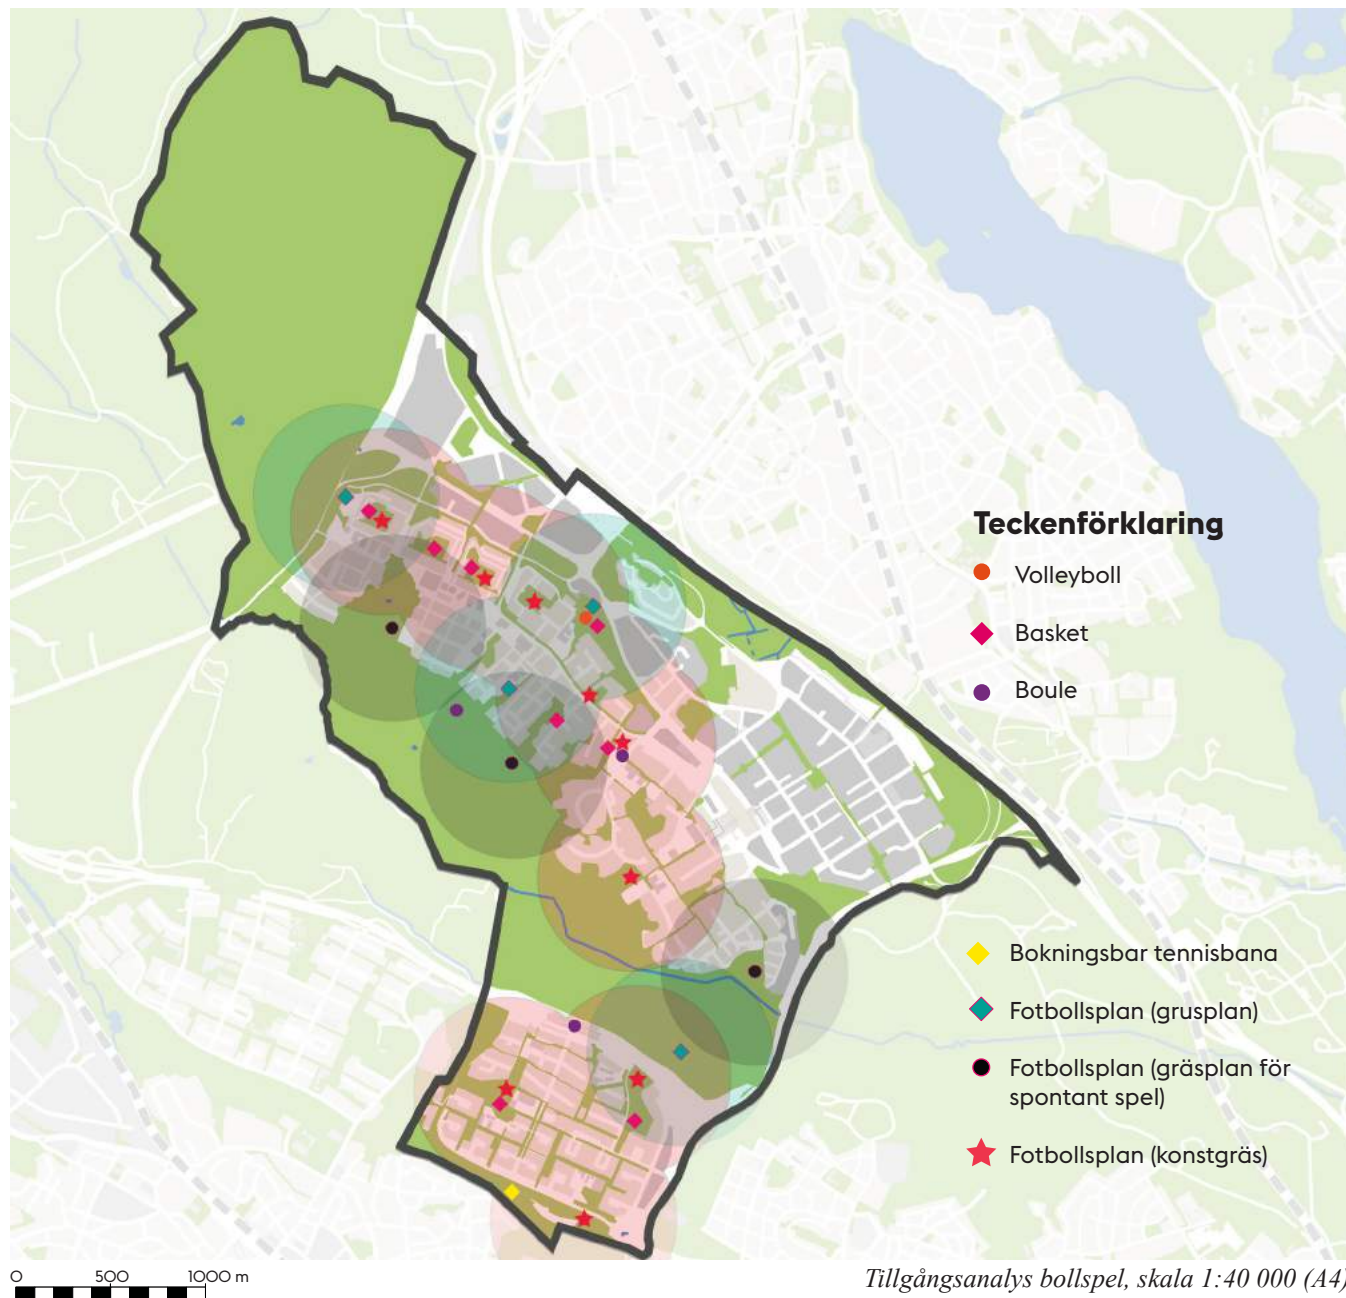 Teckenförklaring
Volleyboll
Basket
Boule
Bokningsbar tennisbana
Fotbollsplan (grusplan)
Fotbollsplan (gräsplan för
spontant spel)
Fotbollsplan (konstgräs)
0 500 1000 m
Tillgångsanalys bollspel, skala 1:40 000 (A4)